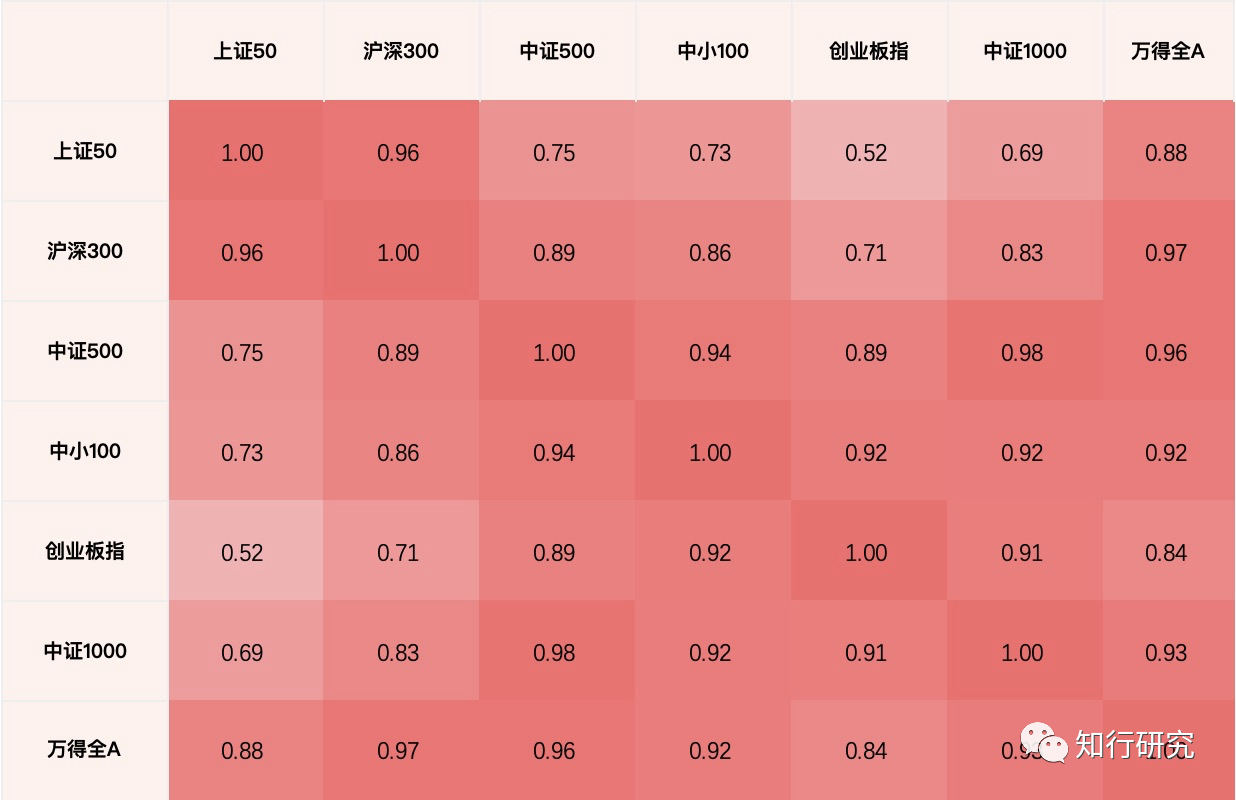 上证50 沪深300 中证500 中小100 创业板指 中证1000 万得全A
上证50 1.00 0.96 0.75 0.73 0.52 0.69 0.88
沪深300 0.96 1.00 0.89 0.86 0.71 0.83 0.97
中证500 0.75 0.89 1.00 0.94 0.89 0.98 0.96
中小100 0.73 0.86 0.94 1.00 0.92 0.92 0.92
创业板指 0.52 0.71 0.89 0.92 1.00 0.91 0.84
中证1000 0.69 0.83 0.98 0.92 0.91 1.00 0.93
万得全A 0.88 0.97 0.96 0.92 0.84
知行研究